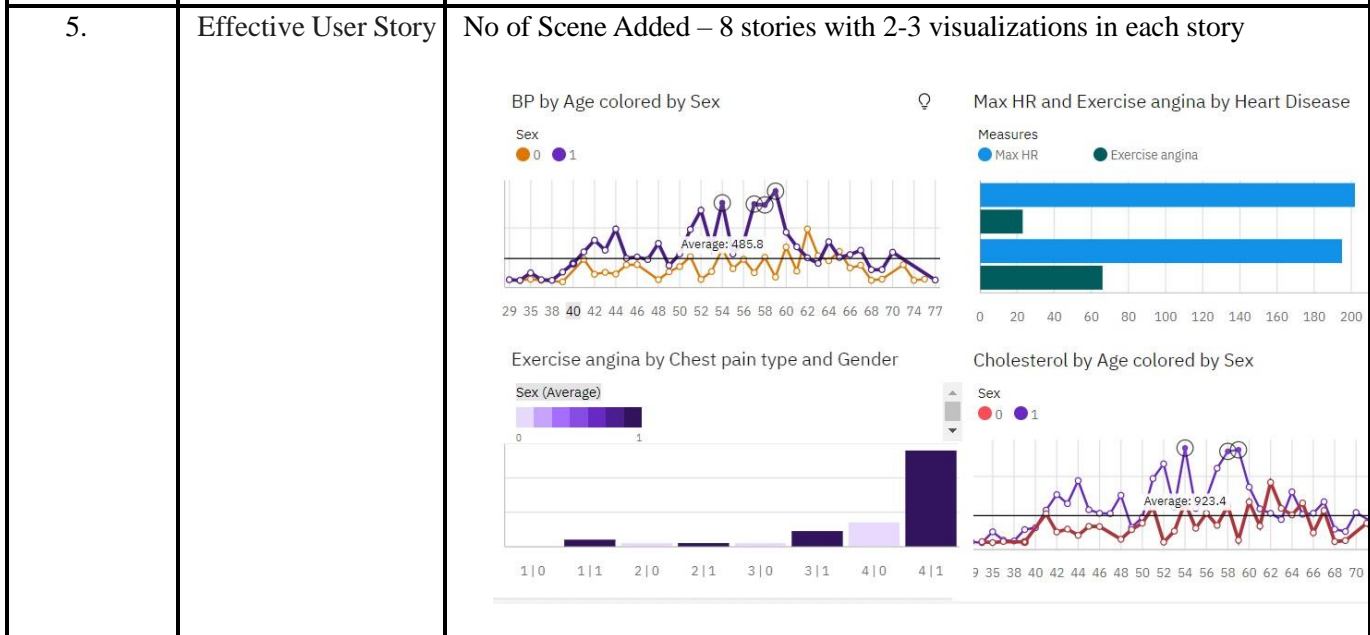 5.
Effective User Story
No of Scene Added – 8 stories with 2-3 visualizations in each story
BP by Age colored by Sex
Sex
0 1
Average: 485.8
29 35 38 40 42 44 46 48 50 52 54 56 58 60 62 64 66 68 70 74 77
Max HR and Exercise angina by Heart Disease
Measures
Max HR Exercise angina
0 20 40 60 80 100 120 140 160 180 200
Exercise angina by Chest pain type and Gender
Sex (Average)
0 1
1|0 1|1 2|0 2|1 3|0 3|1 4|0 4|1
Cholesterol by Age colored by Sex
Sex
0 1
Average: 923.4
9 35 38 40 42 44 46 48 50 52 54 56 58 60 62 64 66 68 70